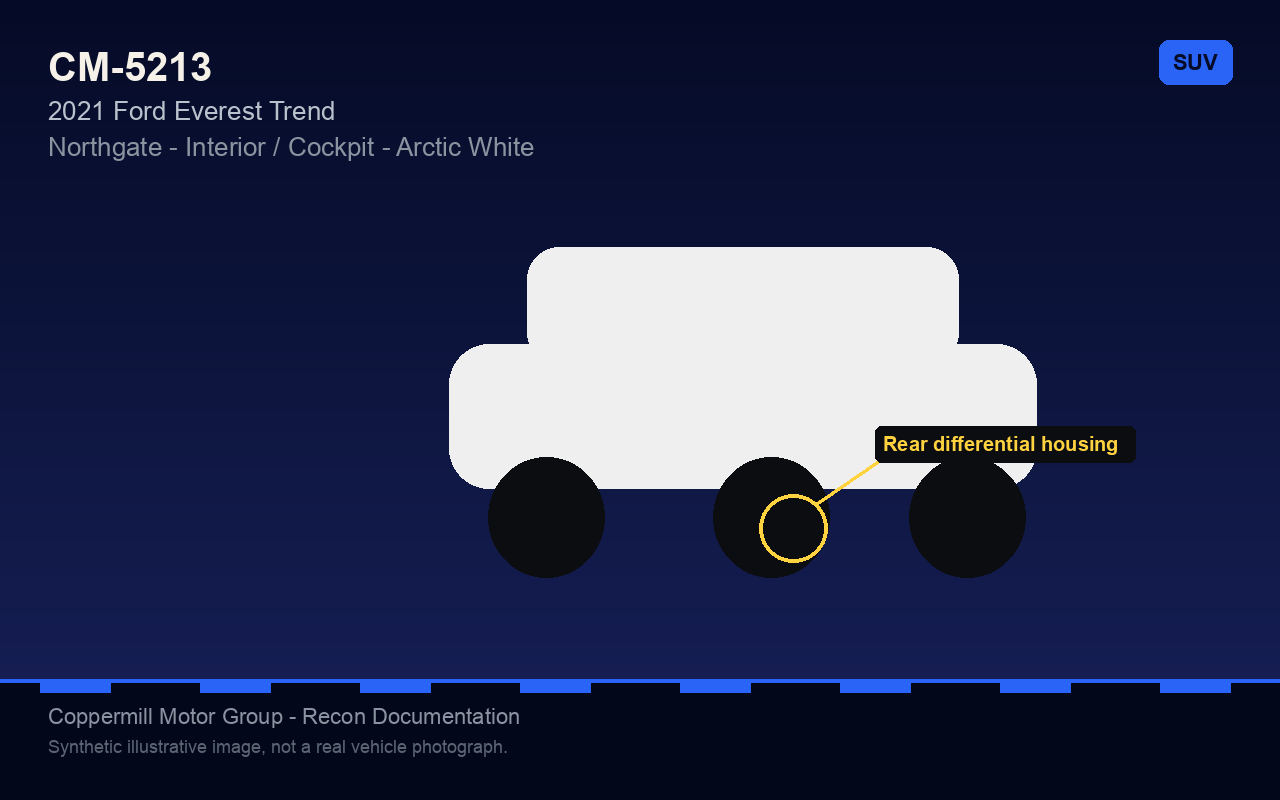 CM-5213
SUV
2021 Ford Everest Trend
Northgate - Interior / Cockpit - Arctic White
Rear differential housing
Coppermill Motor Group - Recon Documentation
Synthetic illustrative image, not a real vehicle photograph.